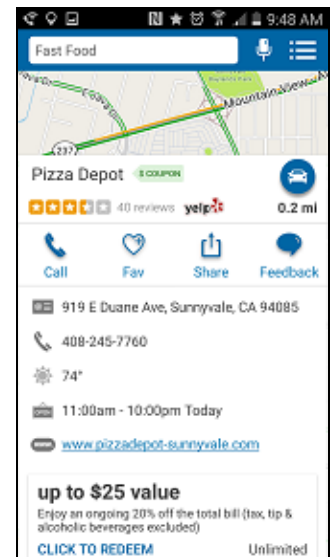 9:48 AM
Fast Food
Mountain View
237
Pizza Depot $ COUPON
40 reviews yelp 0.2 mi
Call Fav Share Feedback
919 E Duane Ave, Sunnyvale, CA 94085
408-245-7760
74°
11:00am - 10:00pm Today
www.pizzadepot-sunnyvale.com
up to $25 value
Enjoy an ongoing 20% off the total bill (tax, tip &
alcoholic beverages excluded)
CLICK TO REDEEM Unlimited